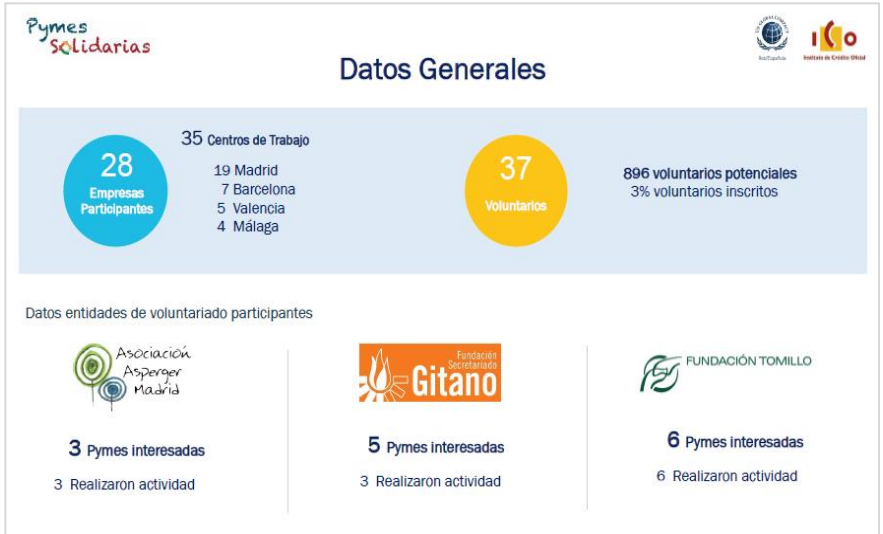 Pymes
Solidarias
ICO
Instituto de Crédito Oficial
Datos Generales
28
Empresas
Participantes
35 Centros de Trabajo
19 Madrid
7 Barcelona
5 Valencia
4 Málaga
37
Voluntarios
896 voluntarios potenciales
3% voluntarios inscritos
Datos entidades de voluntariado participantes
Asociación
Asperger
Madrid
3 Pymes interesadas
3 Realizaron actividad
Fundación
Secretariado
Gitano
5 Pymes interesadas
3 Realizaron actividad
FUNDACIÓN TOMILLO
6 Pymes interesadas
6 Realizaron actividad